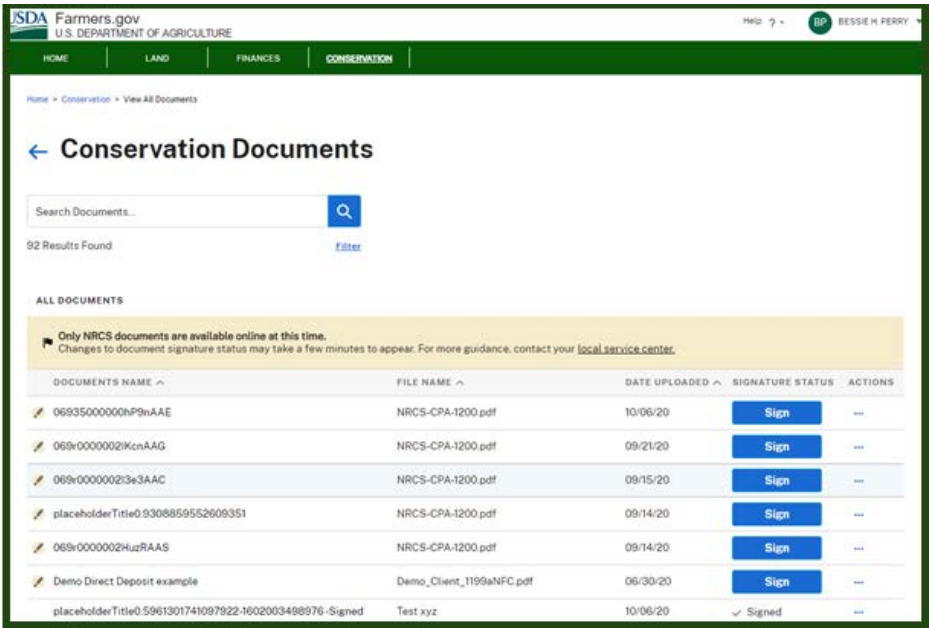 USDA Farmers.gov
U.S. DEPARTMENT OF AGRICULTURE
Help ? BP BESSIE H PERRY
HOME LAND FINANCES CONSERVATION
Home > Conservation > View All Documents
← Conservation Documents
Search Documents...
92 Results Found Filter
ALL DOCUMENTS
Only NRCS documents are available online at this time.
Changes to document signature status may take a few minutes to appear. For more guidance, contact your local service center.
DOCUMENTS NAME FILE NAME DATE UPLOADED SIGNATURE STATUS ACTIONS
06935000000hP9nAAE NRCS-CPA-1200.pdf 10/06/20 Sign ...
069r0000002IKcnAAG NRCS-CPA-1200.pdf 09/21/20 Sign ...
069r0000002I3e3AAC NRCS-CPA-1200.pdf 09/15/20 Sign ...
placeholderTitle0.9308859552609351 NRCS-CPA-1200.pdf 09/14/20 Sign ...
069r0000002HuzRAAS NRCS-CPA-1200.pdf 09/14/20 Sign ...
Demo Direct Deposit example Demo_Client_1199aNFC.pdf 06/30/20 Sign ...
placeholderTitle0.5961301741097922-1602003498976-Signed Test xyz 10/06/20 ✓ Signed ...